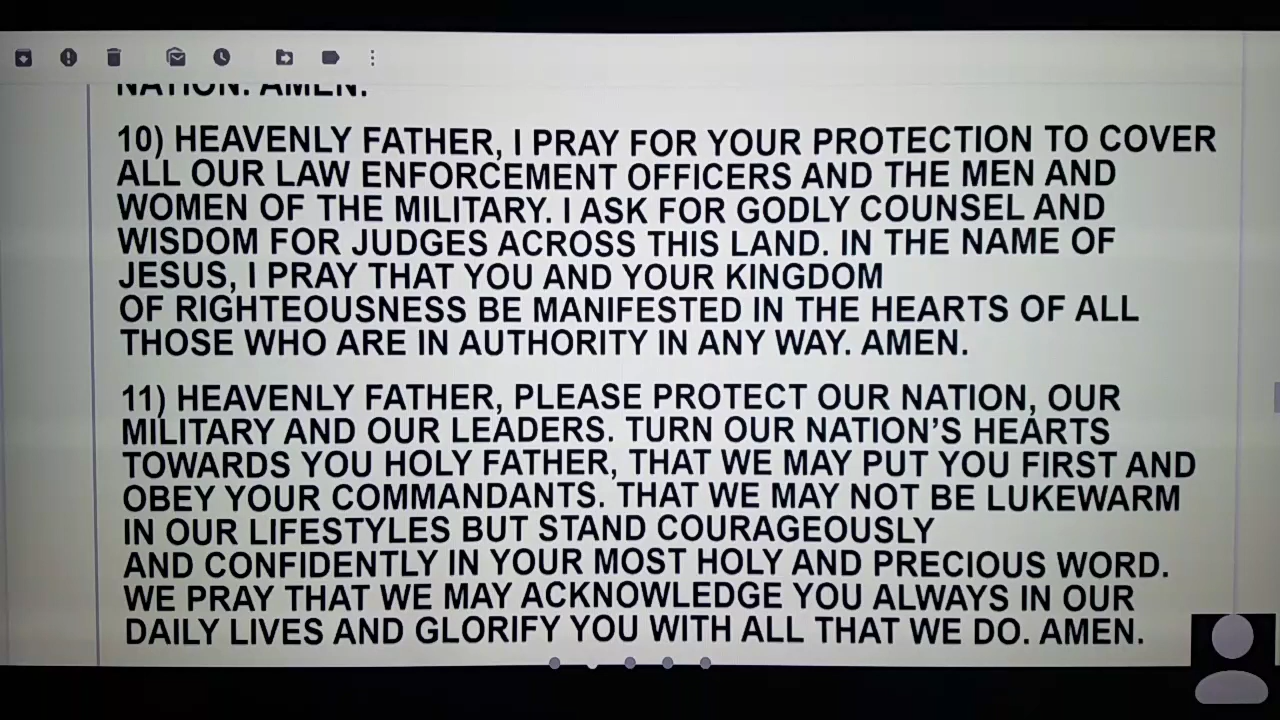 NATION. AMEN.
10) HEAVENLY FATHER, I PRAY FOR YOUR PROTECTION TO COVER
ALL OUR LAW ENFORCEMENT OFFICERS AND THE MEN AND
WOMEN OF THE MILITARY. I ASK FOR GODLY COUNSEL AND
WISDOM FOR JUDGES ACROSS THIS LAND. IN THE NAME OF
JESUS, I PRAY THAT YOU AND YOUR KINGDOM
OF RIGHTEOUSNESS BE MANIFESTED IN THE HEARTS OF ALL
THOSE WHO ARE IN AUTHORITY IN ANY WAY. AMEN.
11) HEAVENLY FATHER, PLEASE PROTECT OUR NATION, OUR
MILITARY AND OUR LEADERS. TURN OUR NATION'S HEARTS
TOWARDS YOU HOLY FATHER, THAT WE MAY PUT YOU FIRST AND
OBEY YOUR COMMANDANTS. THAT WE MAY NOT BE LUKEWARM
IN OUR LIFESTYLES BUT STAND COURAGEOUSLY
AND CONFIDENTLY IN YOUR MOST HOLY AND PRECIOUS WORD.
WE PRAY THAT WE MAY ACKNOWLEDGE YOU ALWAYS IN OUR
DAILY LIVES AND GLORIFY YOU WITH ALL THAT WE DO. AMEN.